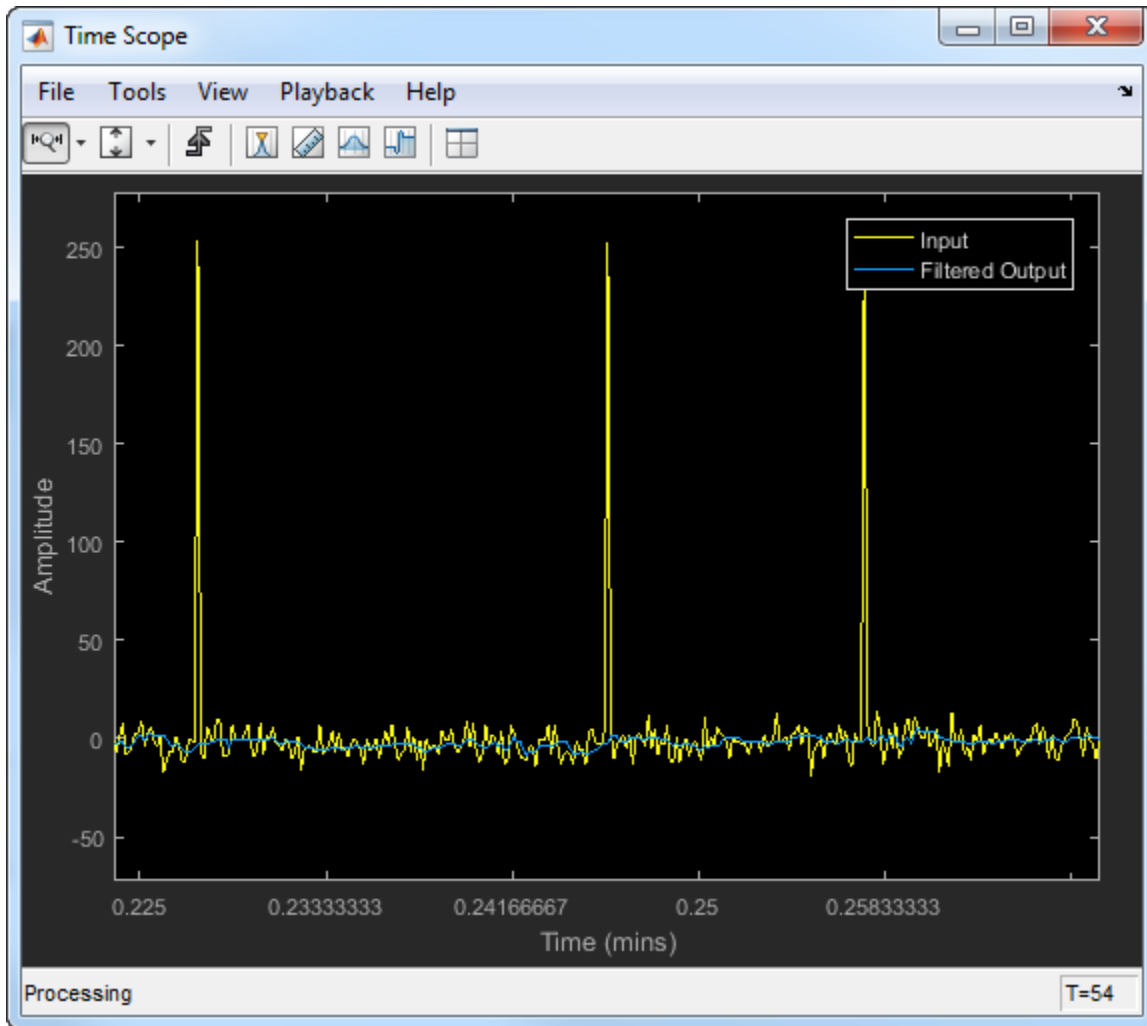 Time Scope
File Tools View Playback Help
Input
Filtered Output
250
200
150
100
50
0
-50
Amplitude
0.225 0.23333333 0.24166667 0.25 0.25833333
Time (mins)
Processing T=54